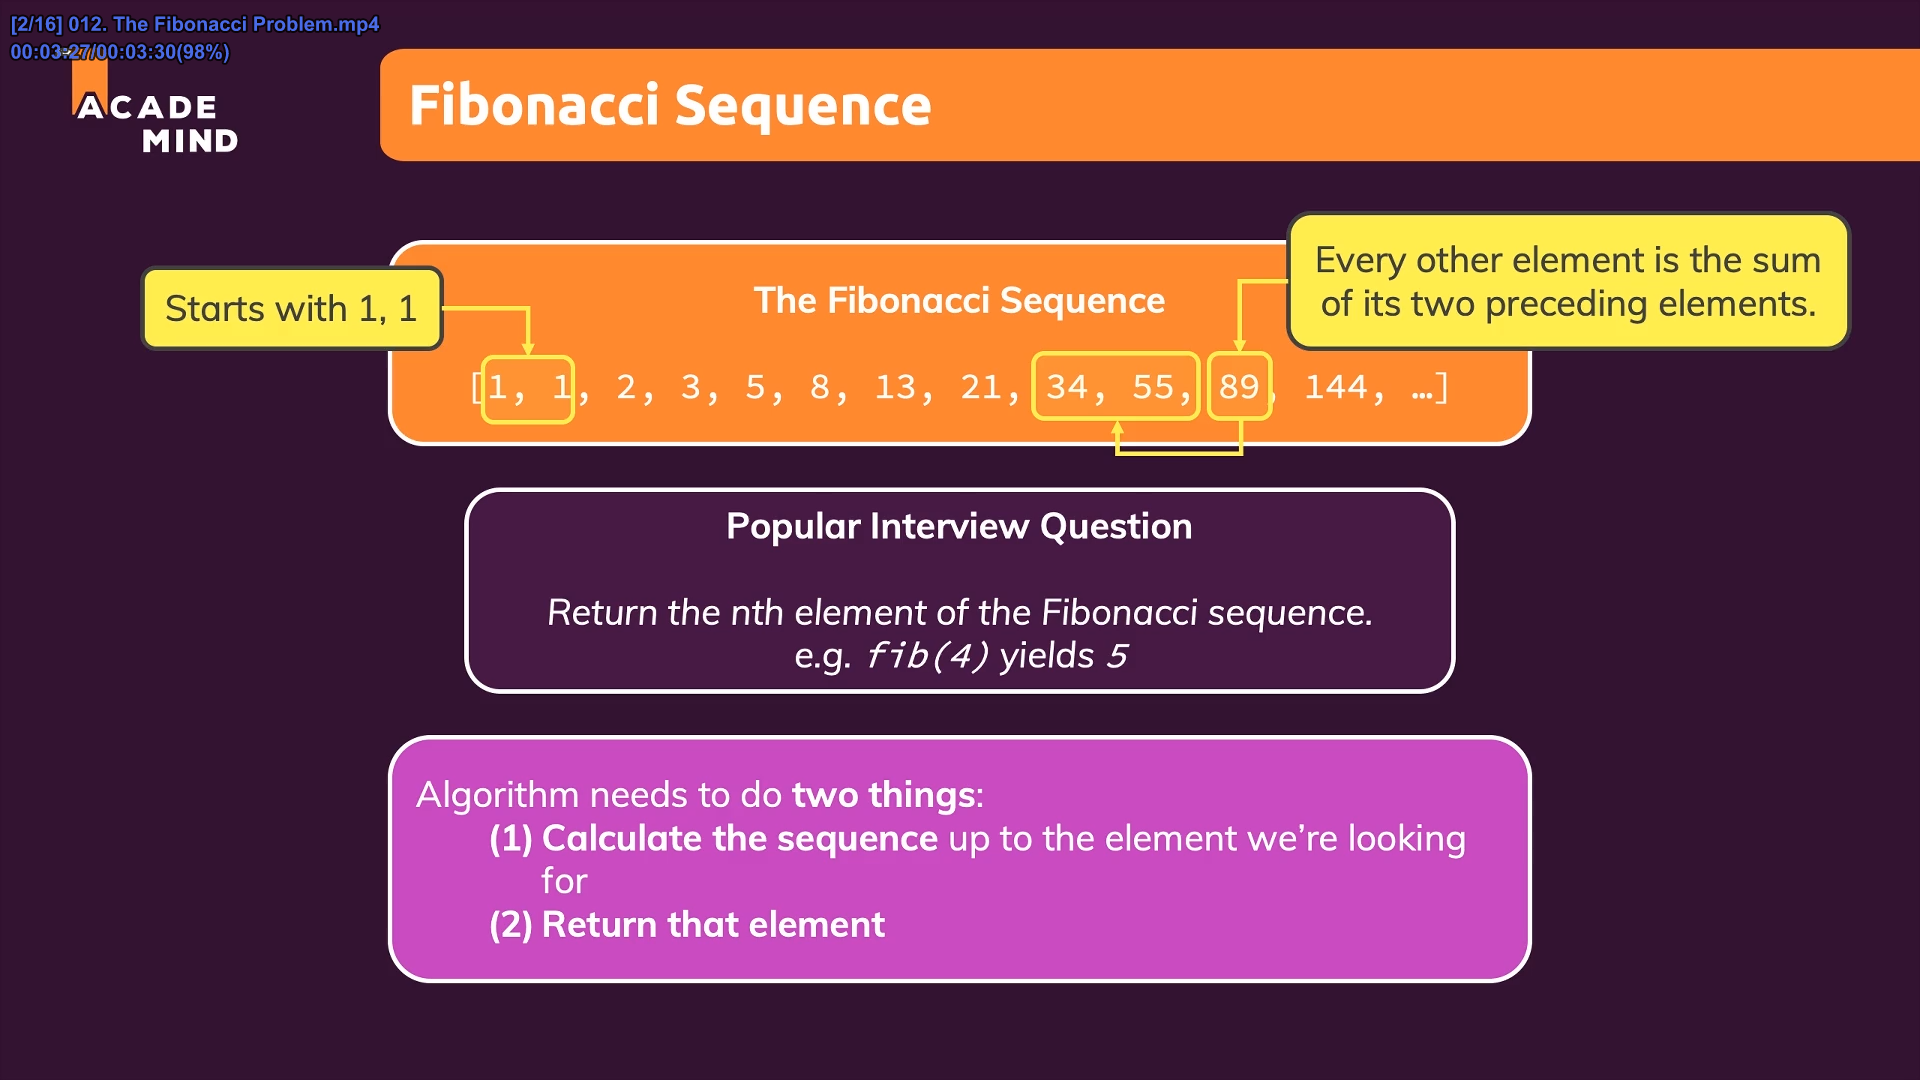 [2/16] 012. The Fibonacci Problem.mp4
00:03:27/00:03:30(98%)
ACADE
MIND
Fibonacci Sequence
Starts with 1, 1
Every other element is the sum
of its two preceding elements.
The Fibonacci Sequence
[1, 1, 2, 3, 5, 8, 13, 21, 34, 55, 89, 144, …]
Popular Interview Question
Return the nth element of the Fibonacci sequence.
e.g. fib(4) yields 5
Algorithm needs to do two things:
(1) Calculate the sequence up to the element we’re looking
for
(2) Return that element